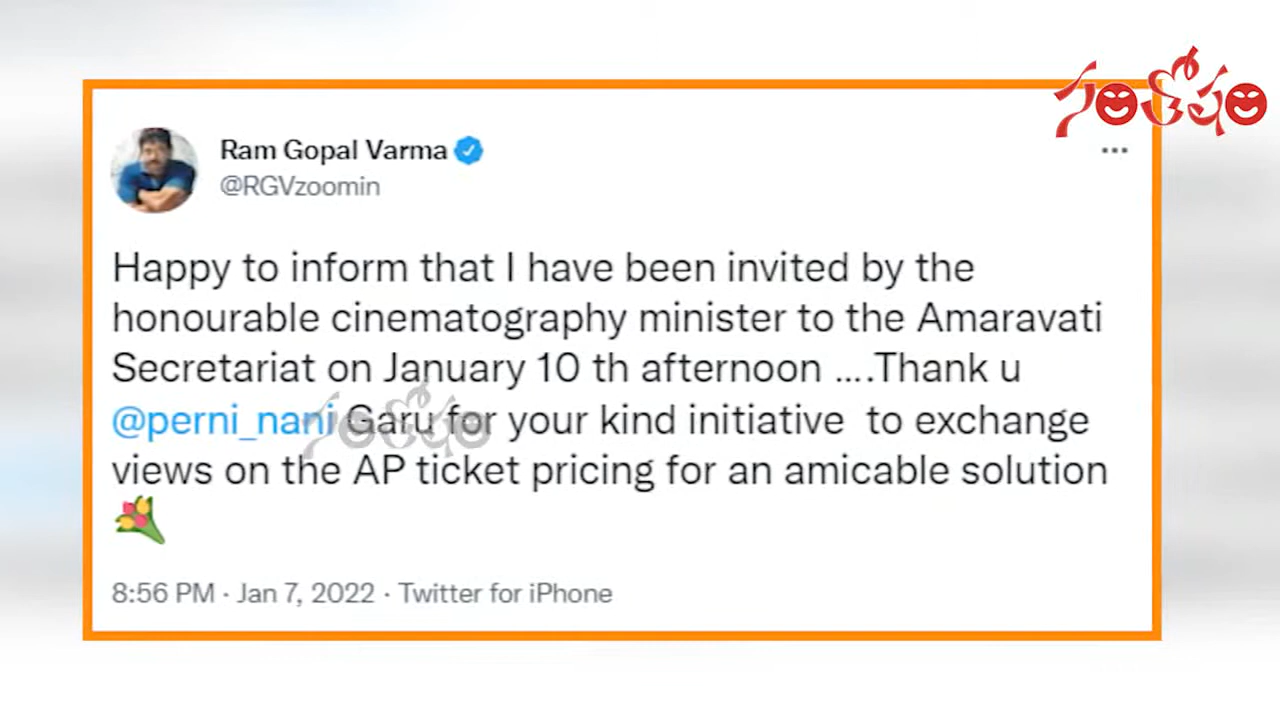 సంతోషం
Ram Gopal Varma
@RGVzoomin
Happy to inform that I have been invited by the
honourable cinematography minister to the Amaravati
Secretariat on January 10 th afternoon ....Thank u
@perni_nani Garu for your kind initiative  to exchange
views on the AP ticket pricing for an amicable solution
💐
8:56 PM · Jan 7, 2022 · Twitter for iPhone
సంతోషం